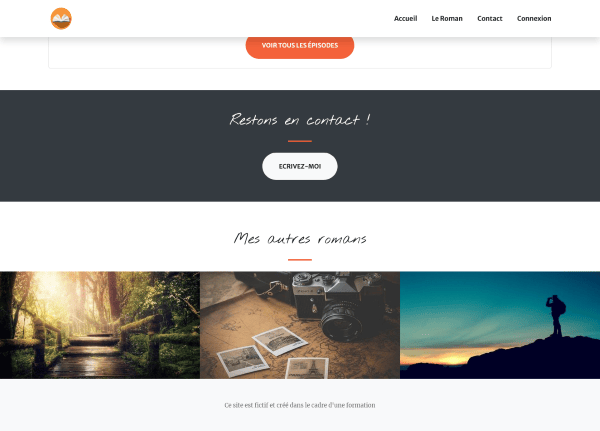 Accueil
Le Roman
Contact
Connexion
VOIR TOUS LES ÉPISODES
Restons en contact !
ECRIVEZ-MOI
Mes autres romans
Ce site est fictif et créé dans le cadre d'une formation